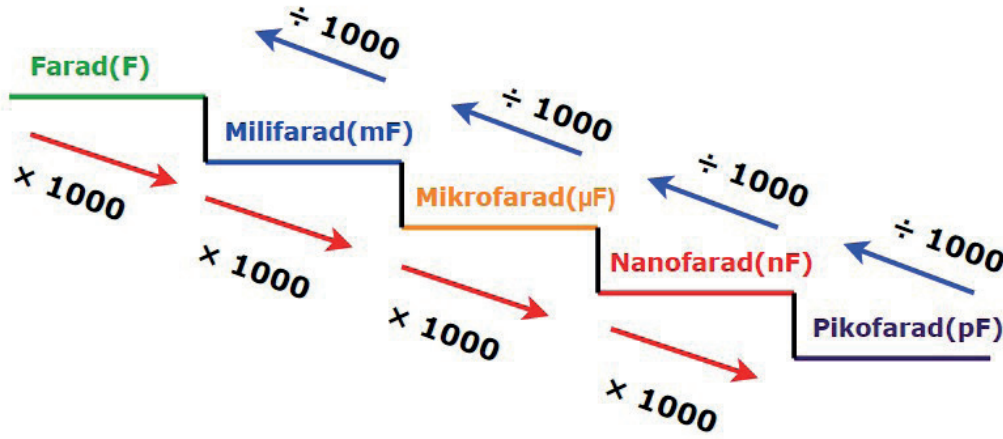 ÷ 1000
Farad(F)
÷ 1000
Milifarad(mF)
× 1000
÷ 1000
Mikrofarad(µF)
× 1000
÷ 1000
Nanofarad(nF)
× 1000
Pikofarad(pF)
× 1000